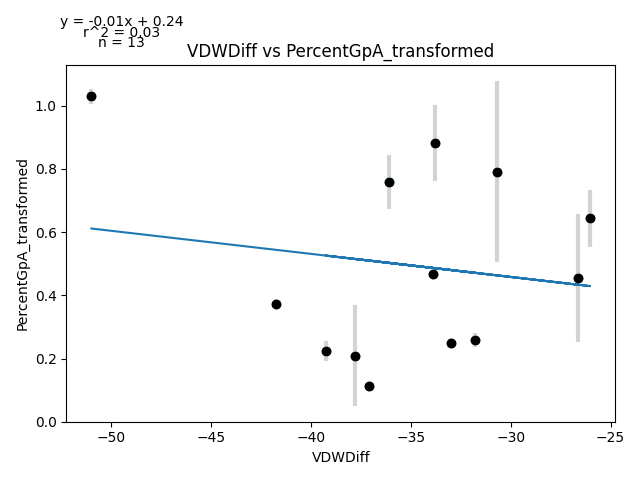 y = -0.01x + 0.24
r^2 = 0.03
n = 13
VDWDiff vs PercentGpA_transformed
PercentGpA_transformed
1.0
0.8
0.6
0.4
0.2
0.0
−50
−45
−40
−35
−30
−25
VDWDiff